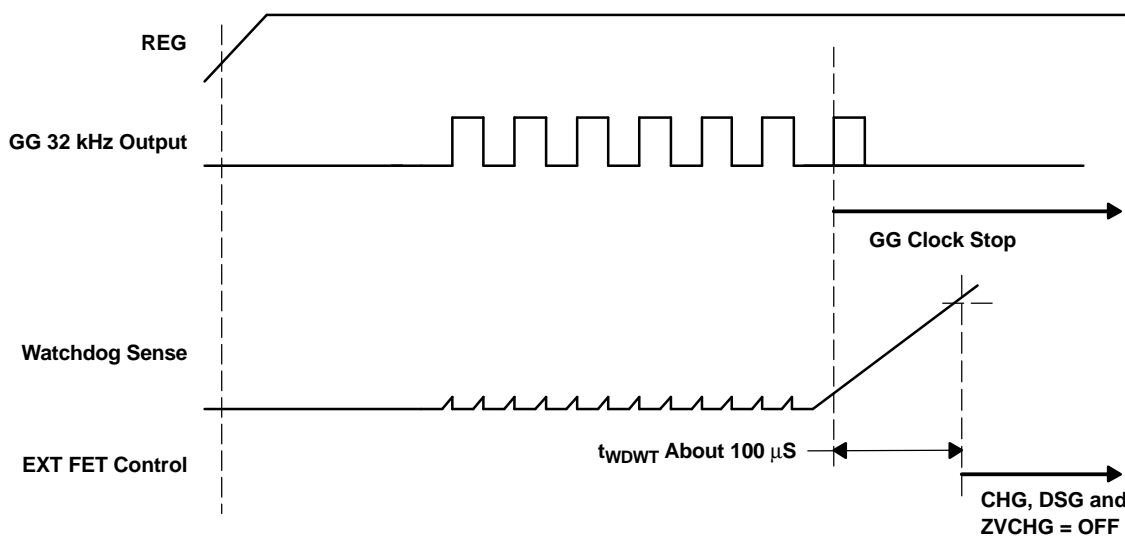 REG
GG 32 kHz Output
GG Clock Stop
Watchdog Sense
tWDWT About 100 μS
EXT FET Control
CHG, DSG and
ZVCHG = OFF